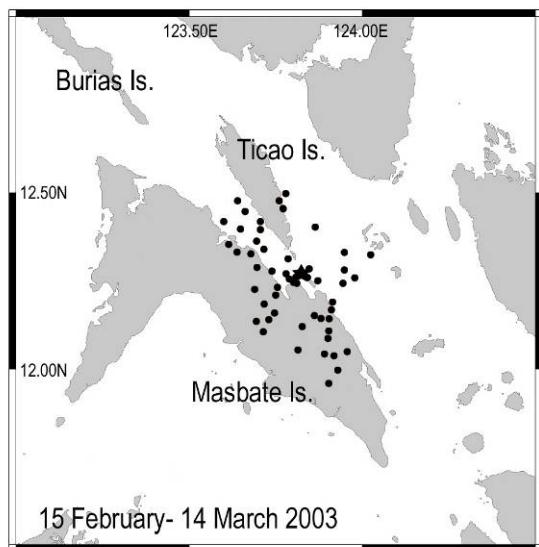 123.50E 124.00E
Burias Is.
Ticao Is.
12.50N
12.00N
Masbate Is.
15 February- 14 March 2003